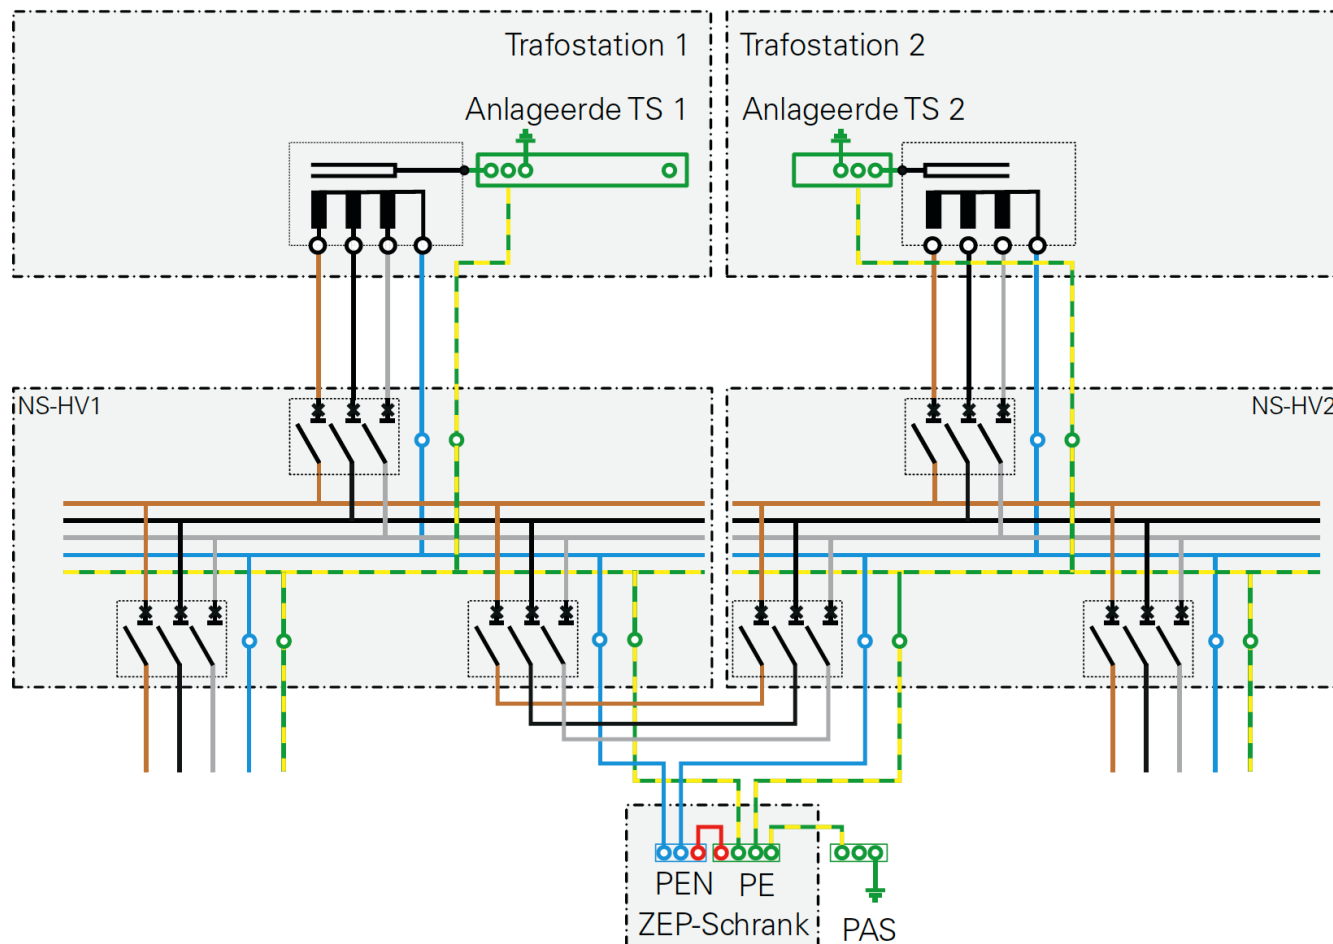 Trafostation 1
Trafostation 2
Anlageerde TS 1
Anlageerde TS 2
NS-HV1
NS-HV2
PEN
PE
ZEP-Schrank
PAS